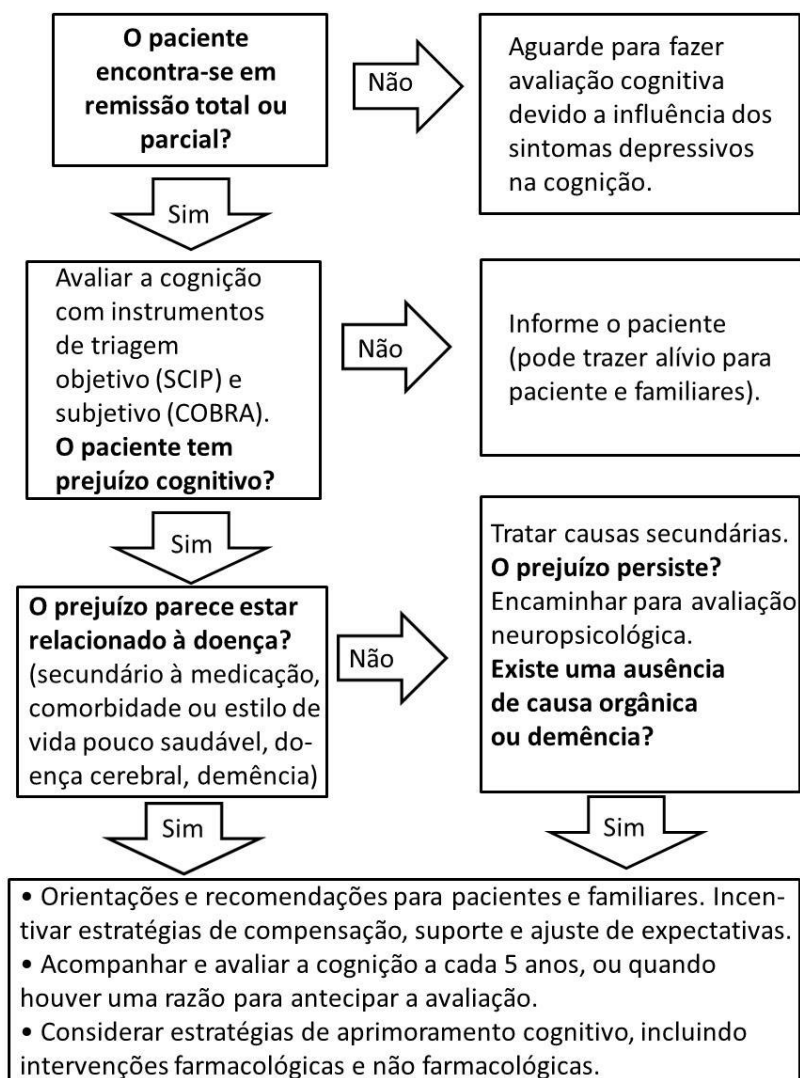 O paciente
encontra-se em
remissão total ou
parcial?
Não
Aguarde para fazer
avaliação cognitiva
devido a influência dos
sintomas depressivos
na cognição.
Sim
Avaliar a cognição
com instrumentos
de triagem
objetivo (SCIP) e
subjetivo (COBRA).
O paciente tem
prejuízo cognitivo?
Não
Informe o paciente
(pode trazer alívio para
paciente e familiares).
Sim
O prejuízo parece estar
relacionado à doença?
(secundário à medicação,
comorbidade ou estilo de
vida pouco saudável, do-
ença cerebral, demência)
Não
Tratar causas secundárias.
O prejuízo persiste?
Encaminhar para avaliação
neuropsicológica.
Existe uma ausência
de causa orgânica
ou demência?
Sim
Sim
• Orientações e recomendações para pacientes e familiares. Incen-
tivar estratégias de compensação, suporte e ajuste de expectativas.
• Acompanhar e avaliar a cognição a cada 5 anos, ou quando
houver uma razão para antecipar a avaliação.
• Considerar estratégias de aprimoramento cognitivo, incluindo
intervenções farmacológicas e não farmacológicas.